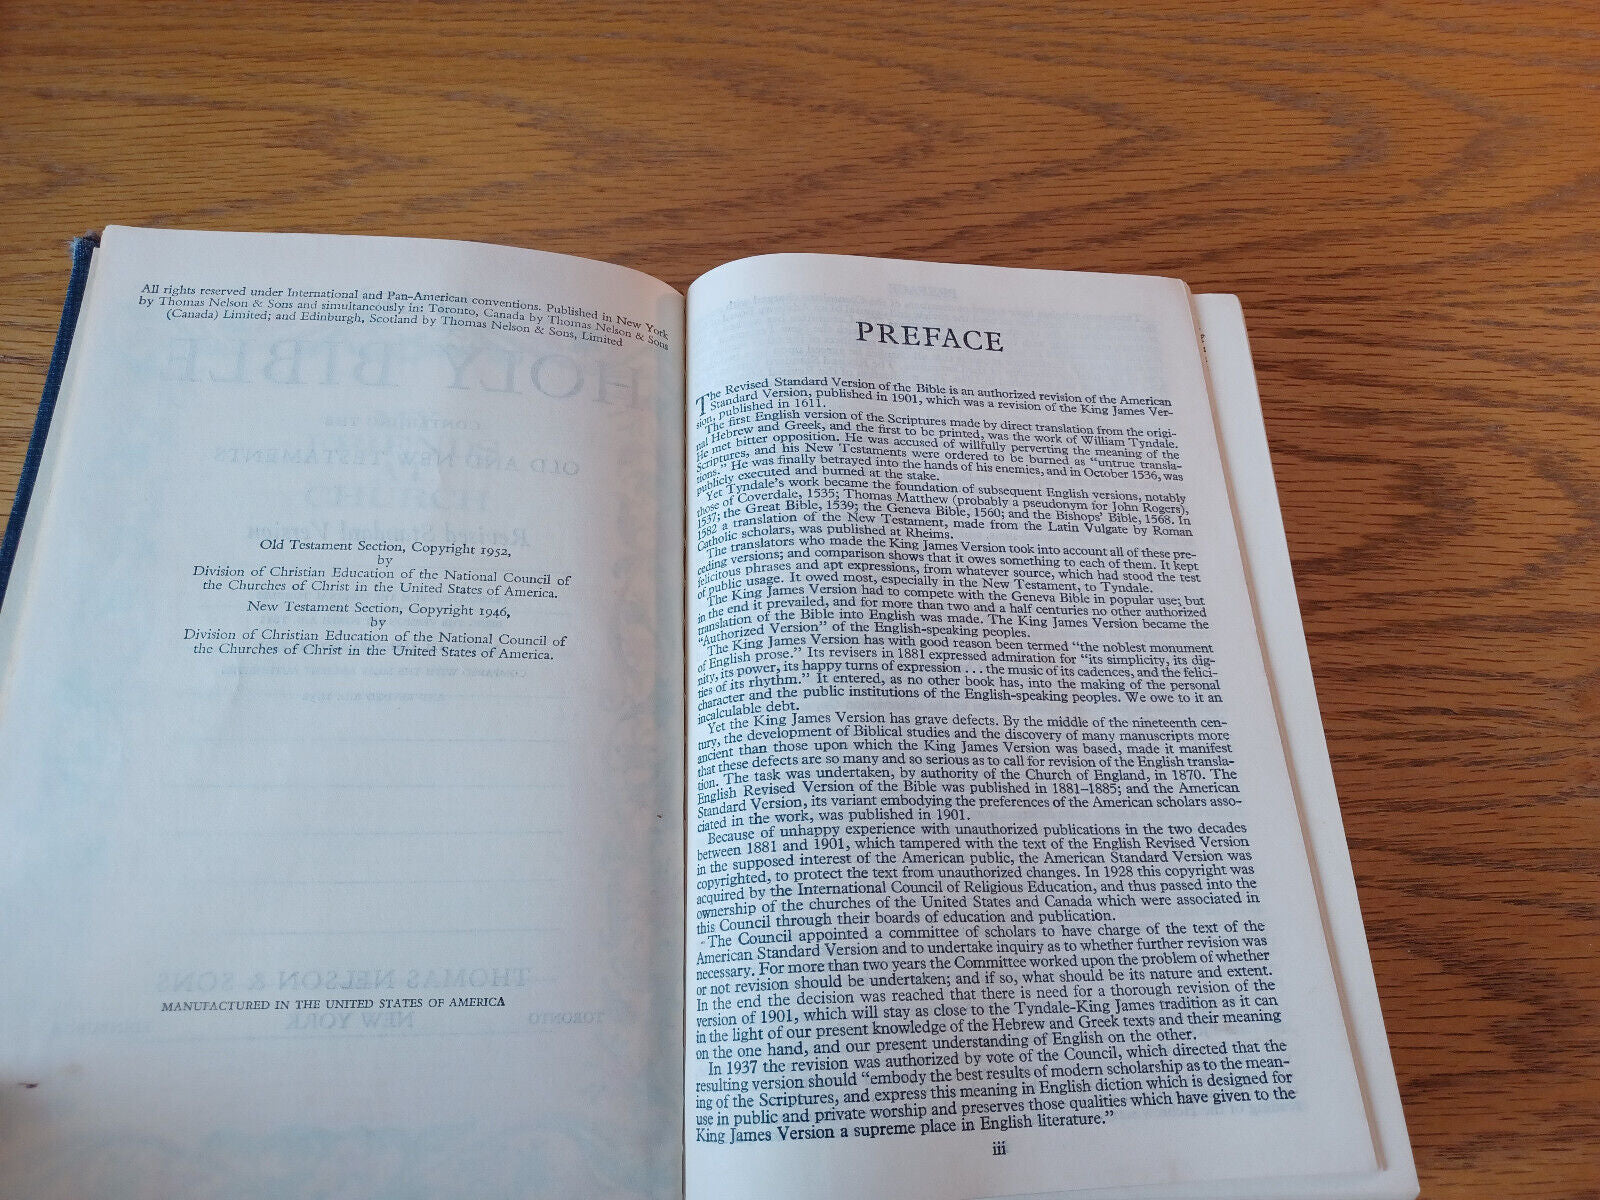 All rights reserved under International and Pan-American conventions. Published in New York
by Thomas Nelson & Sons and simultaneously in: Toronto, Canada by Thomas Nelson & Sons
(Canada) Limited; and Edinburgh, Scotland by Thomas Nelson & Sons, Limited
HOLY BIBLE
CONTAINING THE
OLD AND NEW TESTAMENTS
Revised Standard Version
Old Testament Section, Copyright 1952,
by
Division of Christian Education of the National Council of
the Churches of Christ in the United States of America.
New Testament Section, Copyright 1946,
by
Division of Christian Education of the National Council of
the Churches of Christ in the United States of America.
THOMAS NELSON & SONS
MANUFACTURED IN THE UNITED STATES OF AMERICA
TORONTO NEW YORK
PREFACE
The Revised Standard Version of the Bible is an authorized revision of the American
Standard Version, published in 1901, which was a revision of the King James Ver-
sion, published in 1611.
The first English version of the Scriptures made by direct translation from the origi-
nal Hebrew and Greek, and the first to be printed, was the work of William Tyndale.
He met bitter opposition. He was accused of willfully perverting the meaning of the
Scriptures, and his New Testaments were ordered to be burned as "untrue transla-
tions." He was finally betrayed into the hands of his enemies, and in October 1536, was
publicly executed and burned at the stake.
Yet Tyndale's work became the foundation of subsequent English versions, notably
those of Coverdale, 1535; Thomas Matthew (probably a pseudonym for John Rogers),
1537; the Great Bible, 1539; the Geneva Bible, 1560; and the Bishops' Bible, 1568. In
1582 a translation of the New Testament, made from the Latin Vulgate by Roman
Catholic scholars, was published at Rheims.
The translators who made the King James Version took into account all of these pre-
ceding versions; and comparison shows that it owes something to each of them. It kept
felicitous phrases and apt expressions, from whatever source, which had stood the test
of public usage. It owed most, especially in the New Testament, to Tyndale.
The King James Version had to compete with the Geneva Bible in popular use; but
in the end it prevailed, and for more than two and a half centuries no other authorized
translation of the Bible into English was made. The King James Version became the
"Authorized Version" of the English-speaking peoples.
The King James Version has with good reason been termed "the noblest monument
of English prose." Its revisers in 1881 expressed admiration for "its simplicity, its dig-
nity, its power, its happy turns of expression . . . the music of its cadences, and the felici-
ties of its rhythm." It entered, as no other book has, into the making of the personal
character and the public institutions of the English-speaking peoples. We owe to it an
incalculable debt.
Yet the King James Version has grave defects. By the middle of the nineteenth cen-
tury, the development of Biblical studies and the discovery of many manuscripts more
ancient than those upon which the King James Version was based, made it manifest
that these defects are so many and so serious as to call for revision of the English transla-
tion. The task was undertaken, by authority of the Church of England, in 1870. The
English Revised Version of the Bible was published in 1881–1885; and the American
Standard Version, its variant embodying the preferences of the American scholars asso-
ciated in the work, was published in 1901.
Because of unhappy experience with unauthorized publications in the two decades
between 1881 and 1901, which tampered with the text of the English Revised Version
in the supposed interest of the American public, the American Standard Version was
copyrighted, to protect the text from unauthorized changes. In 1928 this copyright was
acquired by the International Council of Religious Education, and thus passed into the
ownership of the churches of the United States and Canada which were associated in
this Council through their boards of education and publication.
The Council appointed a committee of scholars to have charge of the text of the
American Standard Version and to undertake inquiry as to whether further revision was
necessary. For more than two years the Committee worked upon the problem of whether
or not revision should be undertaken; and if so, what should be its nature and extent.
In the end the decision was reached that there is need for a thorough revision of the
version of 1901, which will stay as close to the Tyndale-King James tradition as it can
in the light of our present knowledge of the Hebrew and Greek texts and their meaning
on the one hand, and our present understanding of English on the other.
In 1937 the revision was authorized by vote of the Council, which directed that the
resulting version should "embody the best results of modern scholarship as to the mean-
ing of the Scriptures, and express this meaning in English diction which is designed for
use in public and private worship and preserves those qualities which have given to the
King James Version a supreme place in English literature."
iii